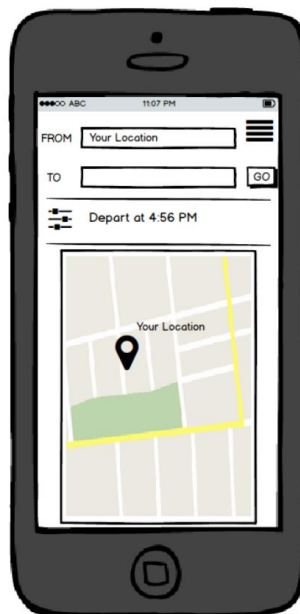 ABC 11:07 PM
FROM Your Location
TO GO
Depart at 4:56 PM
Your Location